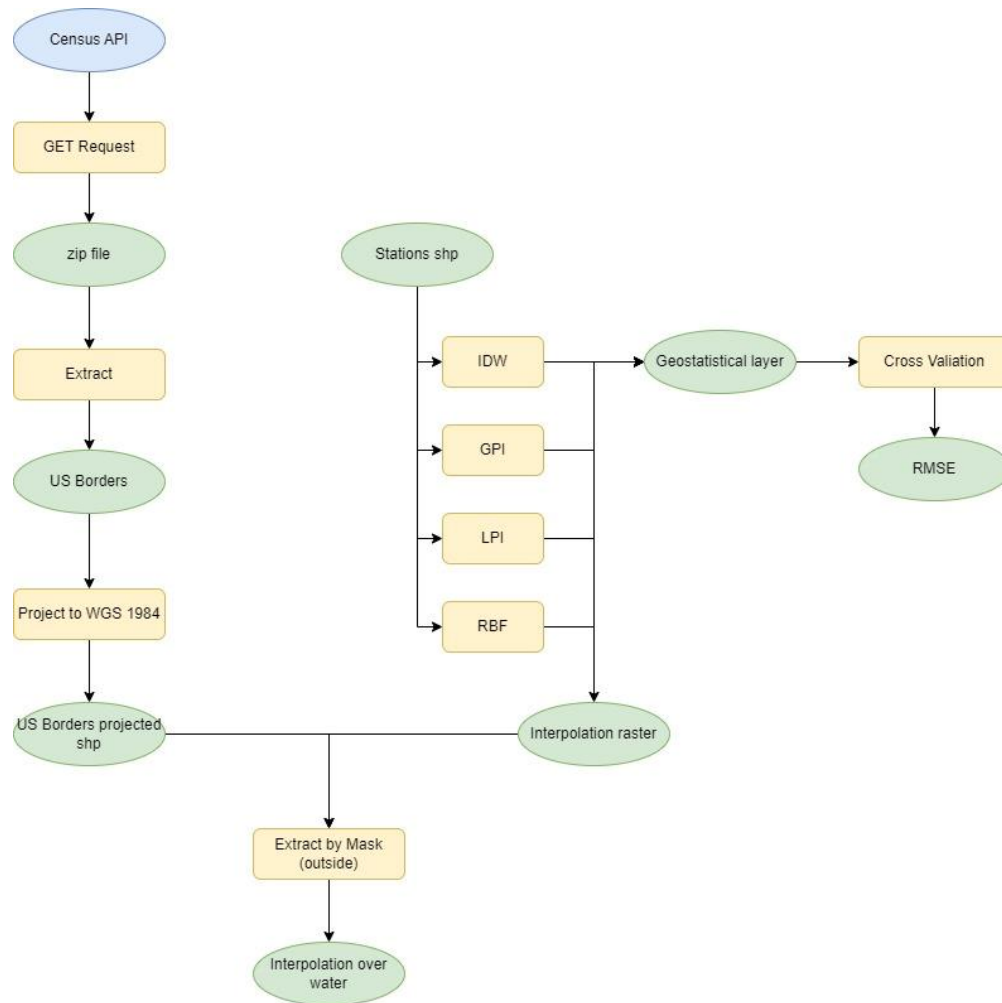 Census API
GET Request
zip file
Extract
US Borders
Project to WGS 1984
US Borders projected
shp
Stations shp
IDW
GPI
LPI
RBF
Geostatistical layer
Cross Valiation
RMSE
Interpolation raster
Extract by Mask
(outside)
Interpolation over
water